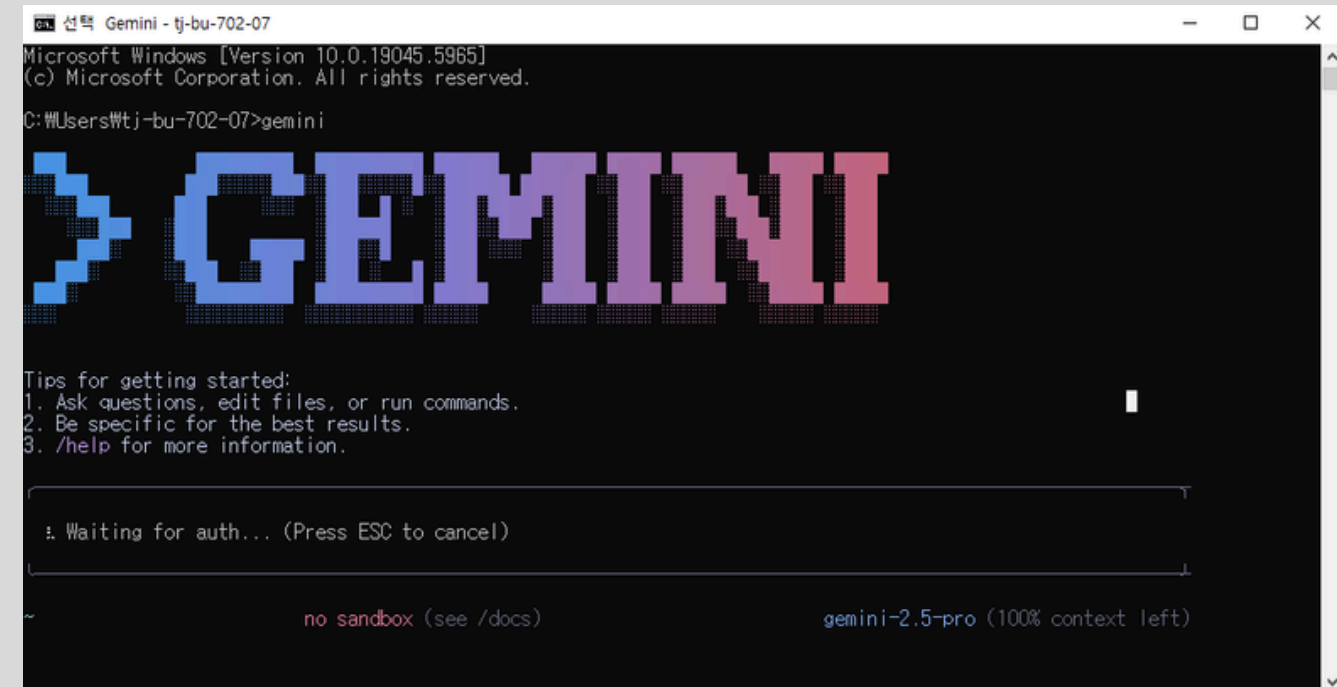 선택 Gemini - tj-bu-702-07
Microsoft Windows [Version 10.0.19045.5965]
(c) Microsoft Corporation. All rights reserved.
C:₩Users₩tj-bu-702-07>gemini
>GEMINI
Tips for getting started:
1. Ask questions, edit files, or run commands.
2. Be specific for the best results.
3. /help for more information.
Waiting for auth... (Press ESC to cancel)
~ no sandbox (see /docs) gemini-2.5-pro (100% context left)